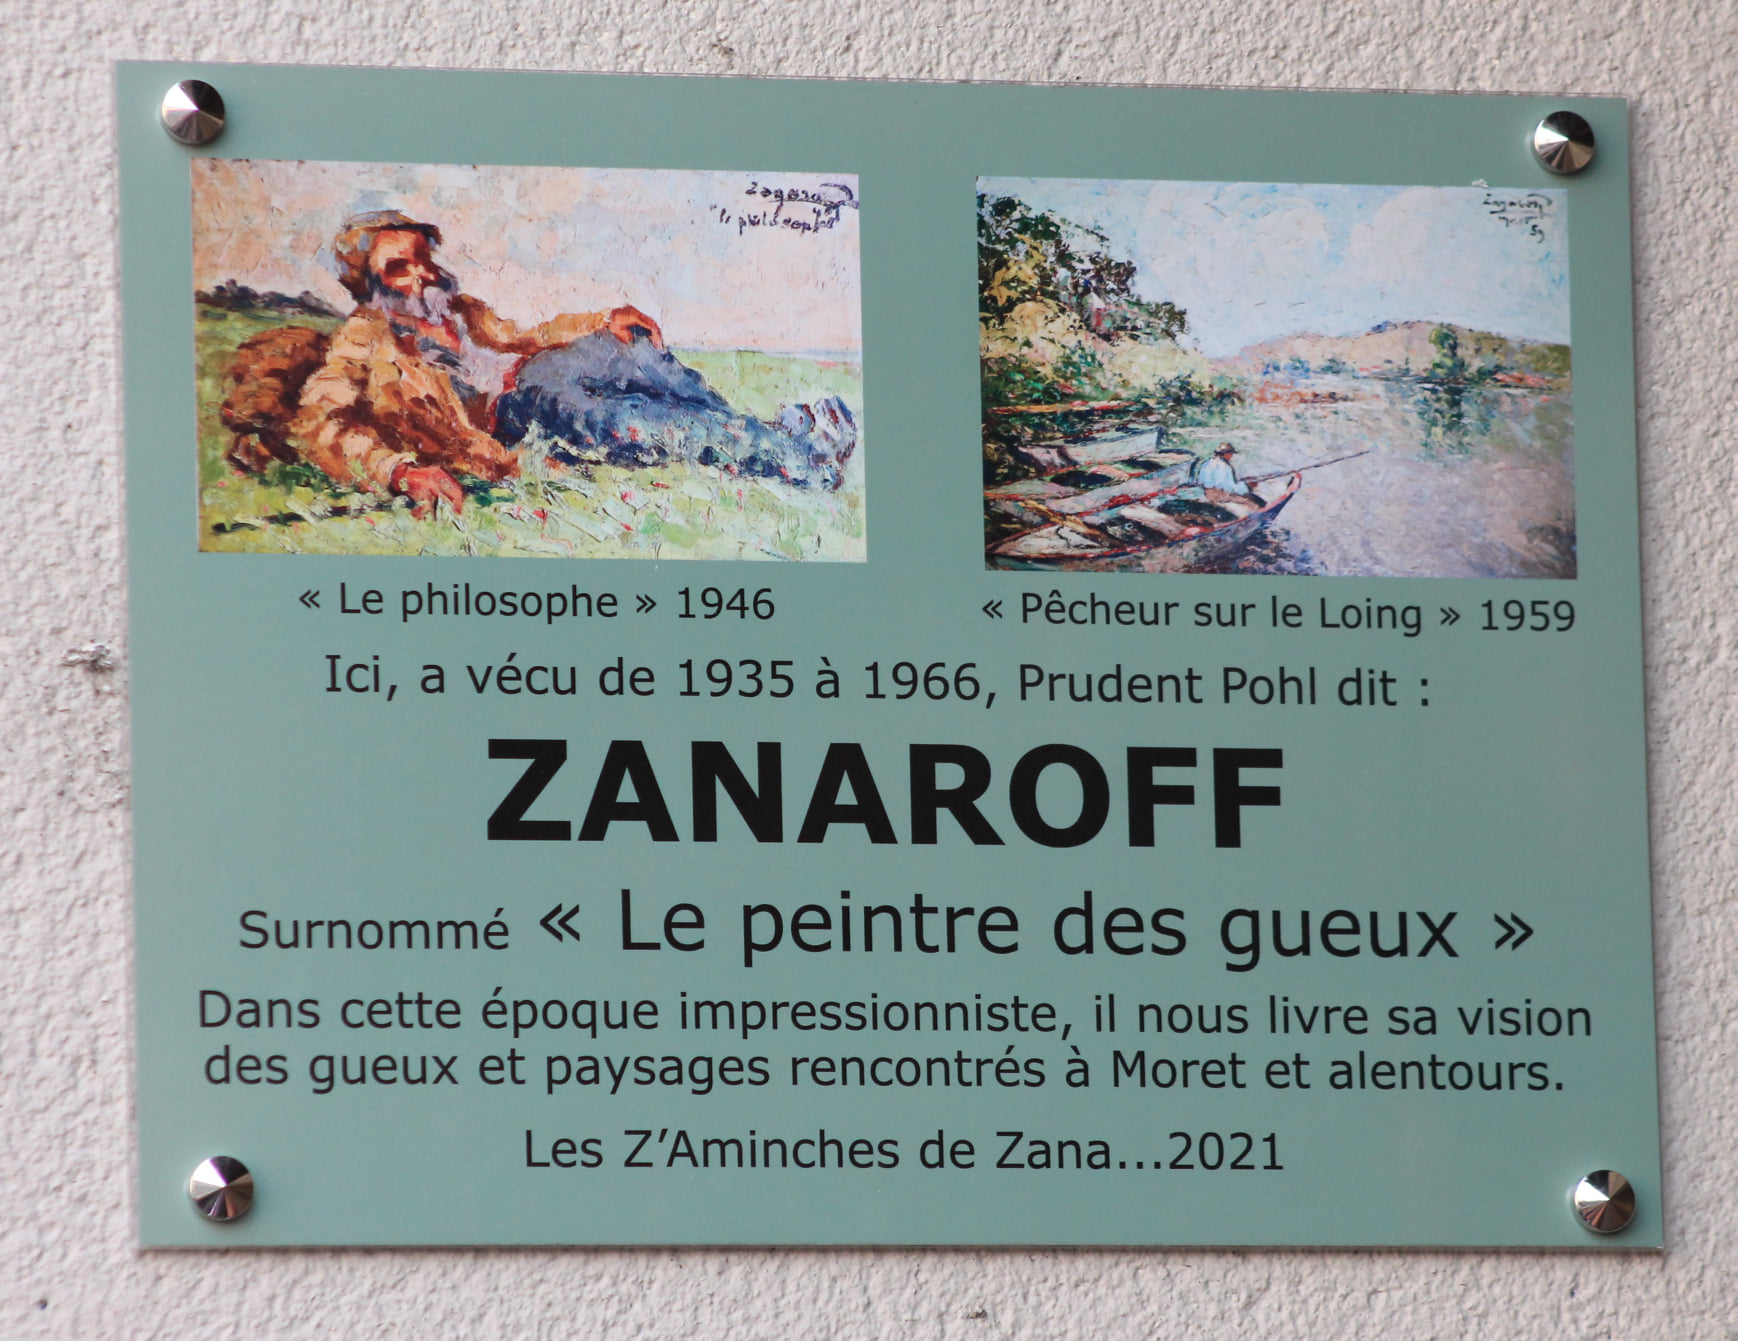 « Le philosophe » 1946
« Pêcheur sur le Loing » 1959
Ici, a vécu de 1935 à 1966, Prudent Pohl dit :
ZANAROFF
Surnommé « Le peintre des gueux »
Dans cette époque impressionniste, il nous livre sa vision
des gueux et paysages rencontrés à Moret et alentours.
Les Z’Aminches de Zana...2021